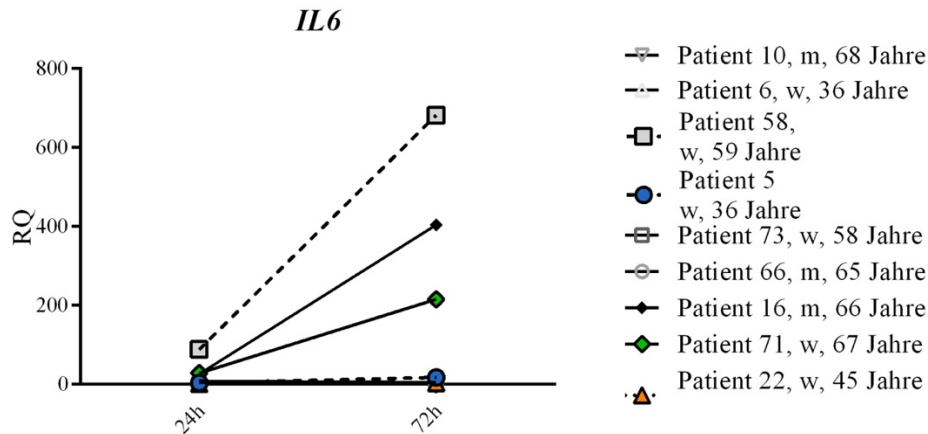 IL6
800
600
400
200
0
RQ
24h
72h
Patient 10, m, 68 Jahre
Patient 6, w, 36 Jahre
Patient 58,
w, 59 Jahre
Patient 5
w, 36 Jahre
Patient 73, w, 58 Jahre
Patient 66, m, 65 Jahre
Patient 16, m, 66 Jahre
Patient 71, w, 67 Jahre
Patient 22, w, 45 Jahre